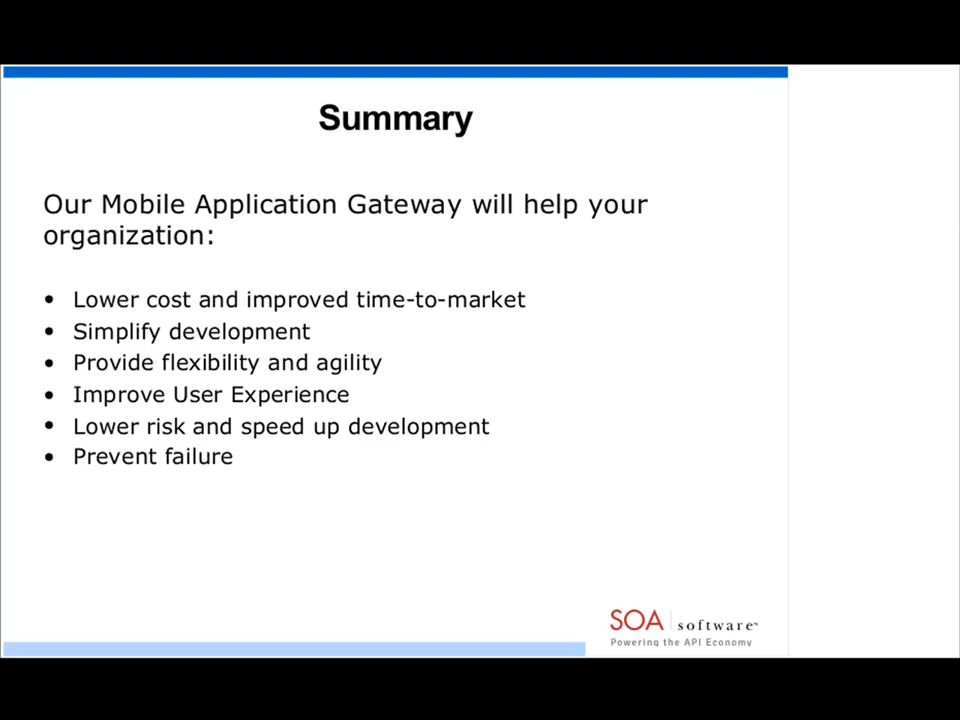 Summary
Our Mobile Application Gateway will help your
organization:
• Lower cost and improved time-to-market
• Simplify development
• Provide flexibility and agility
• Improve User Experience
• Lower risk and speed up development
• Prevent failure
SOA software™
Powering the API Economy